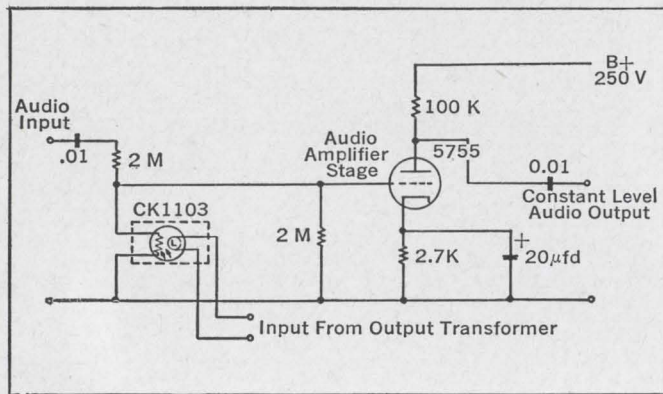 B+
250 V
Audio
Input
100 K
.01
2 M
Audio
Amplifier
Stage
5755
0.01
Constant Level
Audio Output
CK1103
L
2 M
2.7K
+
20μfd
Input From Output Transformer